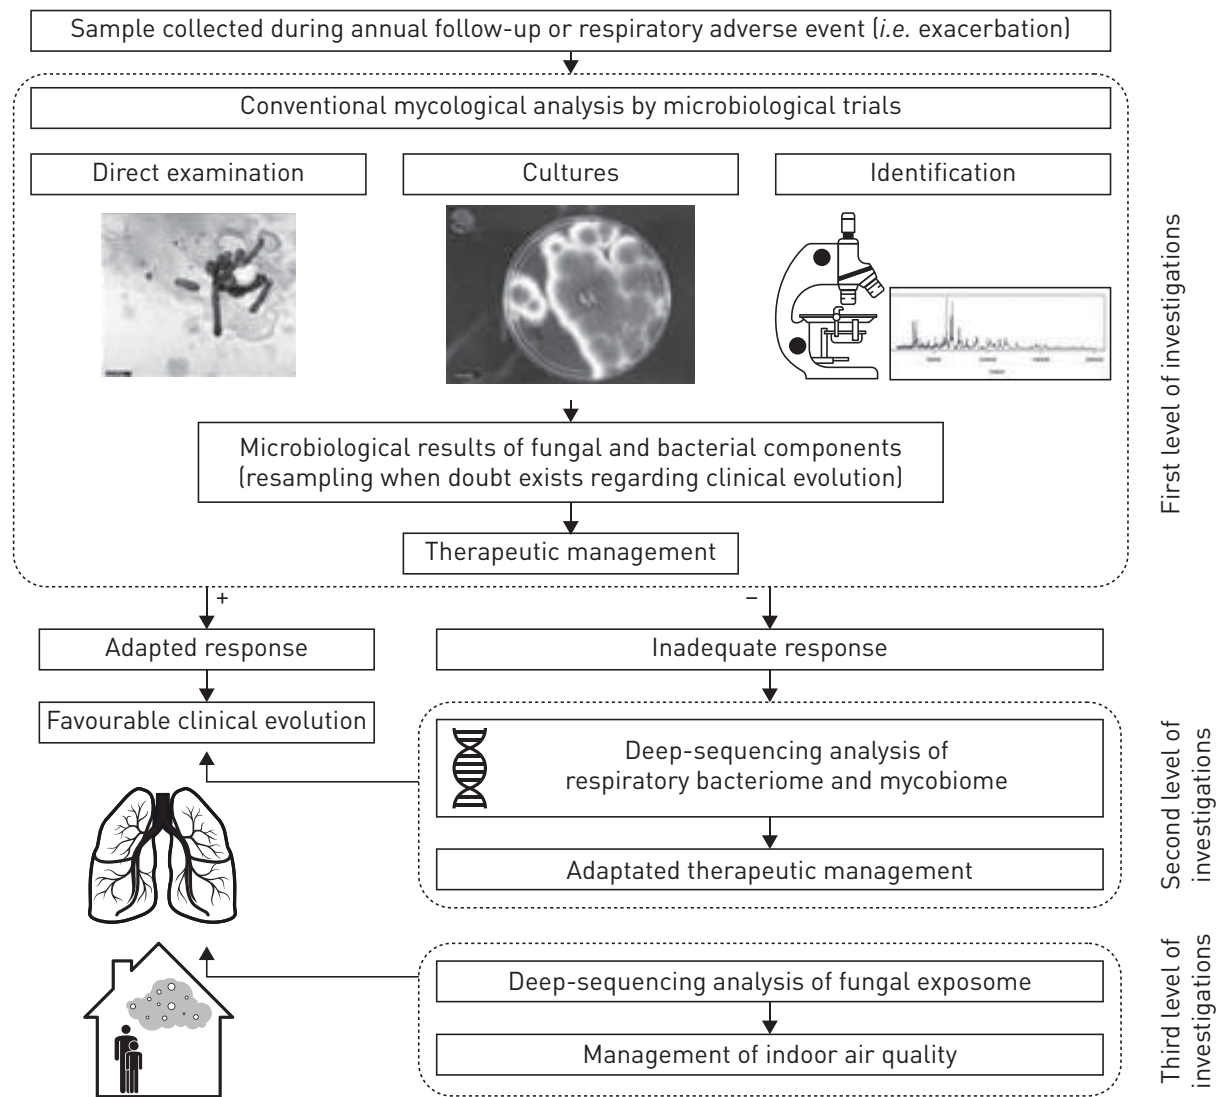 Sample collected during annual follow-up or respiratory adverse event (i.e. exacerbation)
Conventional mycological analysis by microbiological trials
Direct examination
Cultures
Identification
Microbiological results of fungal and bacterial components
(resampling when doubt exists regarding clinical evolution)
Therapeutic management
First level of investigations
+
–
Adapted response
Inadequate response
Favourable clinical evolution
Deep-sequencing analysis of
respiratory bacteriome and mycobiome
Adaptated therapeutic management
Second level of
investigations
Deep-sequencing analysis of fungal exposome
Management of indoor air quality
Third level of
investigations